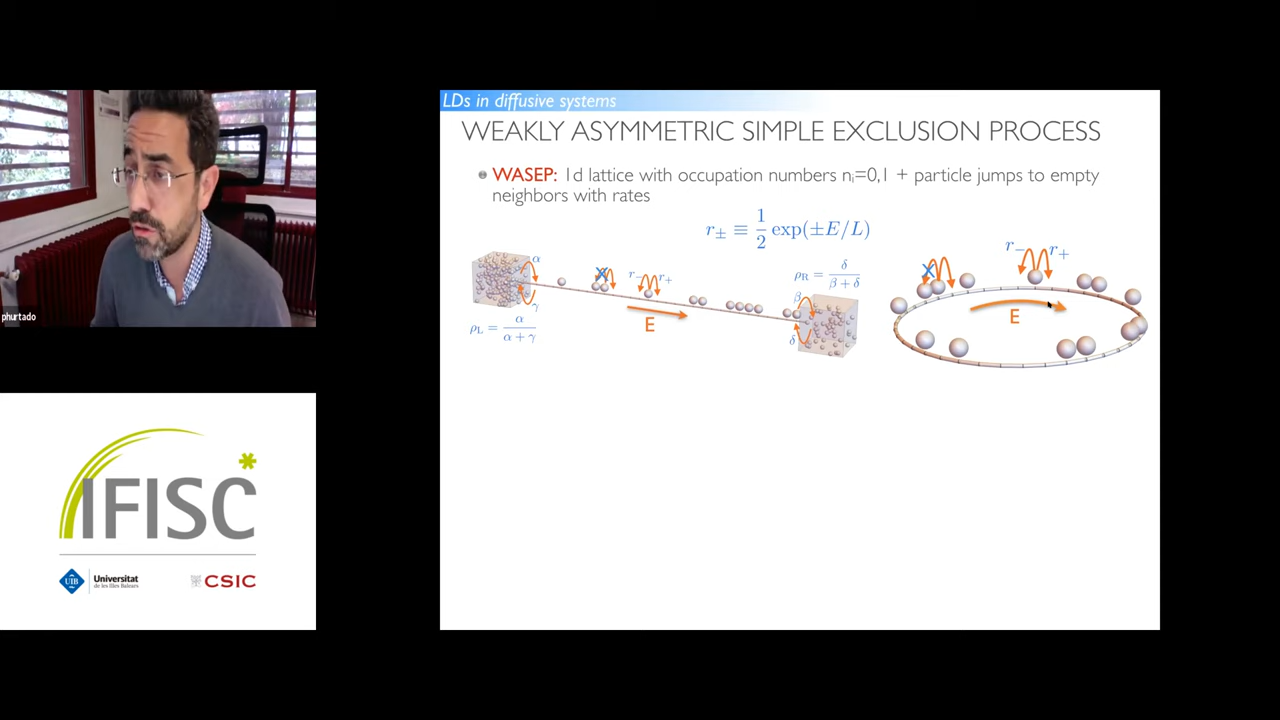 phurtado
IFISC
UIB
Universitat
de les Illes Balears
CSIC
LDs in diffusive systems
WEAKLY ASYMMETRIC SIMPLE EXCLUSION PROCESS
WASEP: 1d lattice with occupation numbers nᵢ=0,1 + particle jumps to empty
neighbors with rates
r± ≡ 1/2 exp(±E/L)
α
X
r₋ r₊
γ
E
ρL = α/(α + γ)
ρR = δ/(β + δ)
β
δ
X
r₋ r₊
E